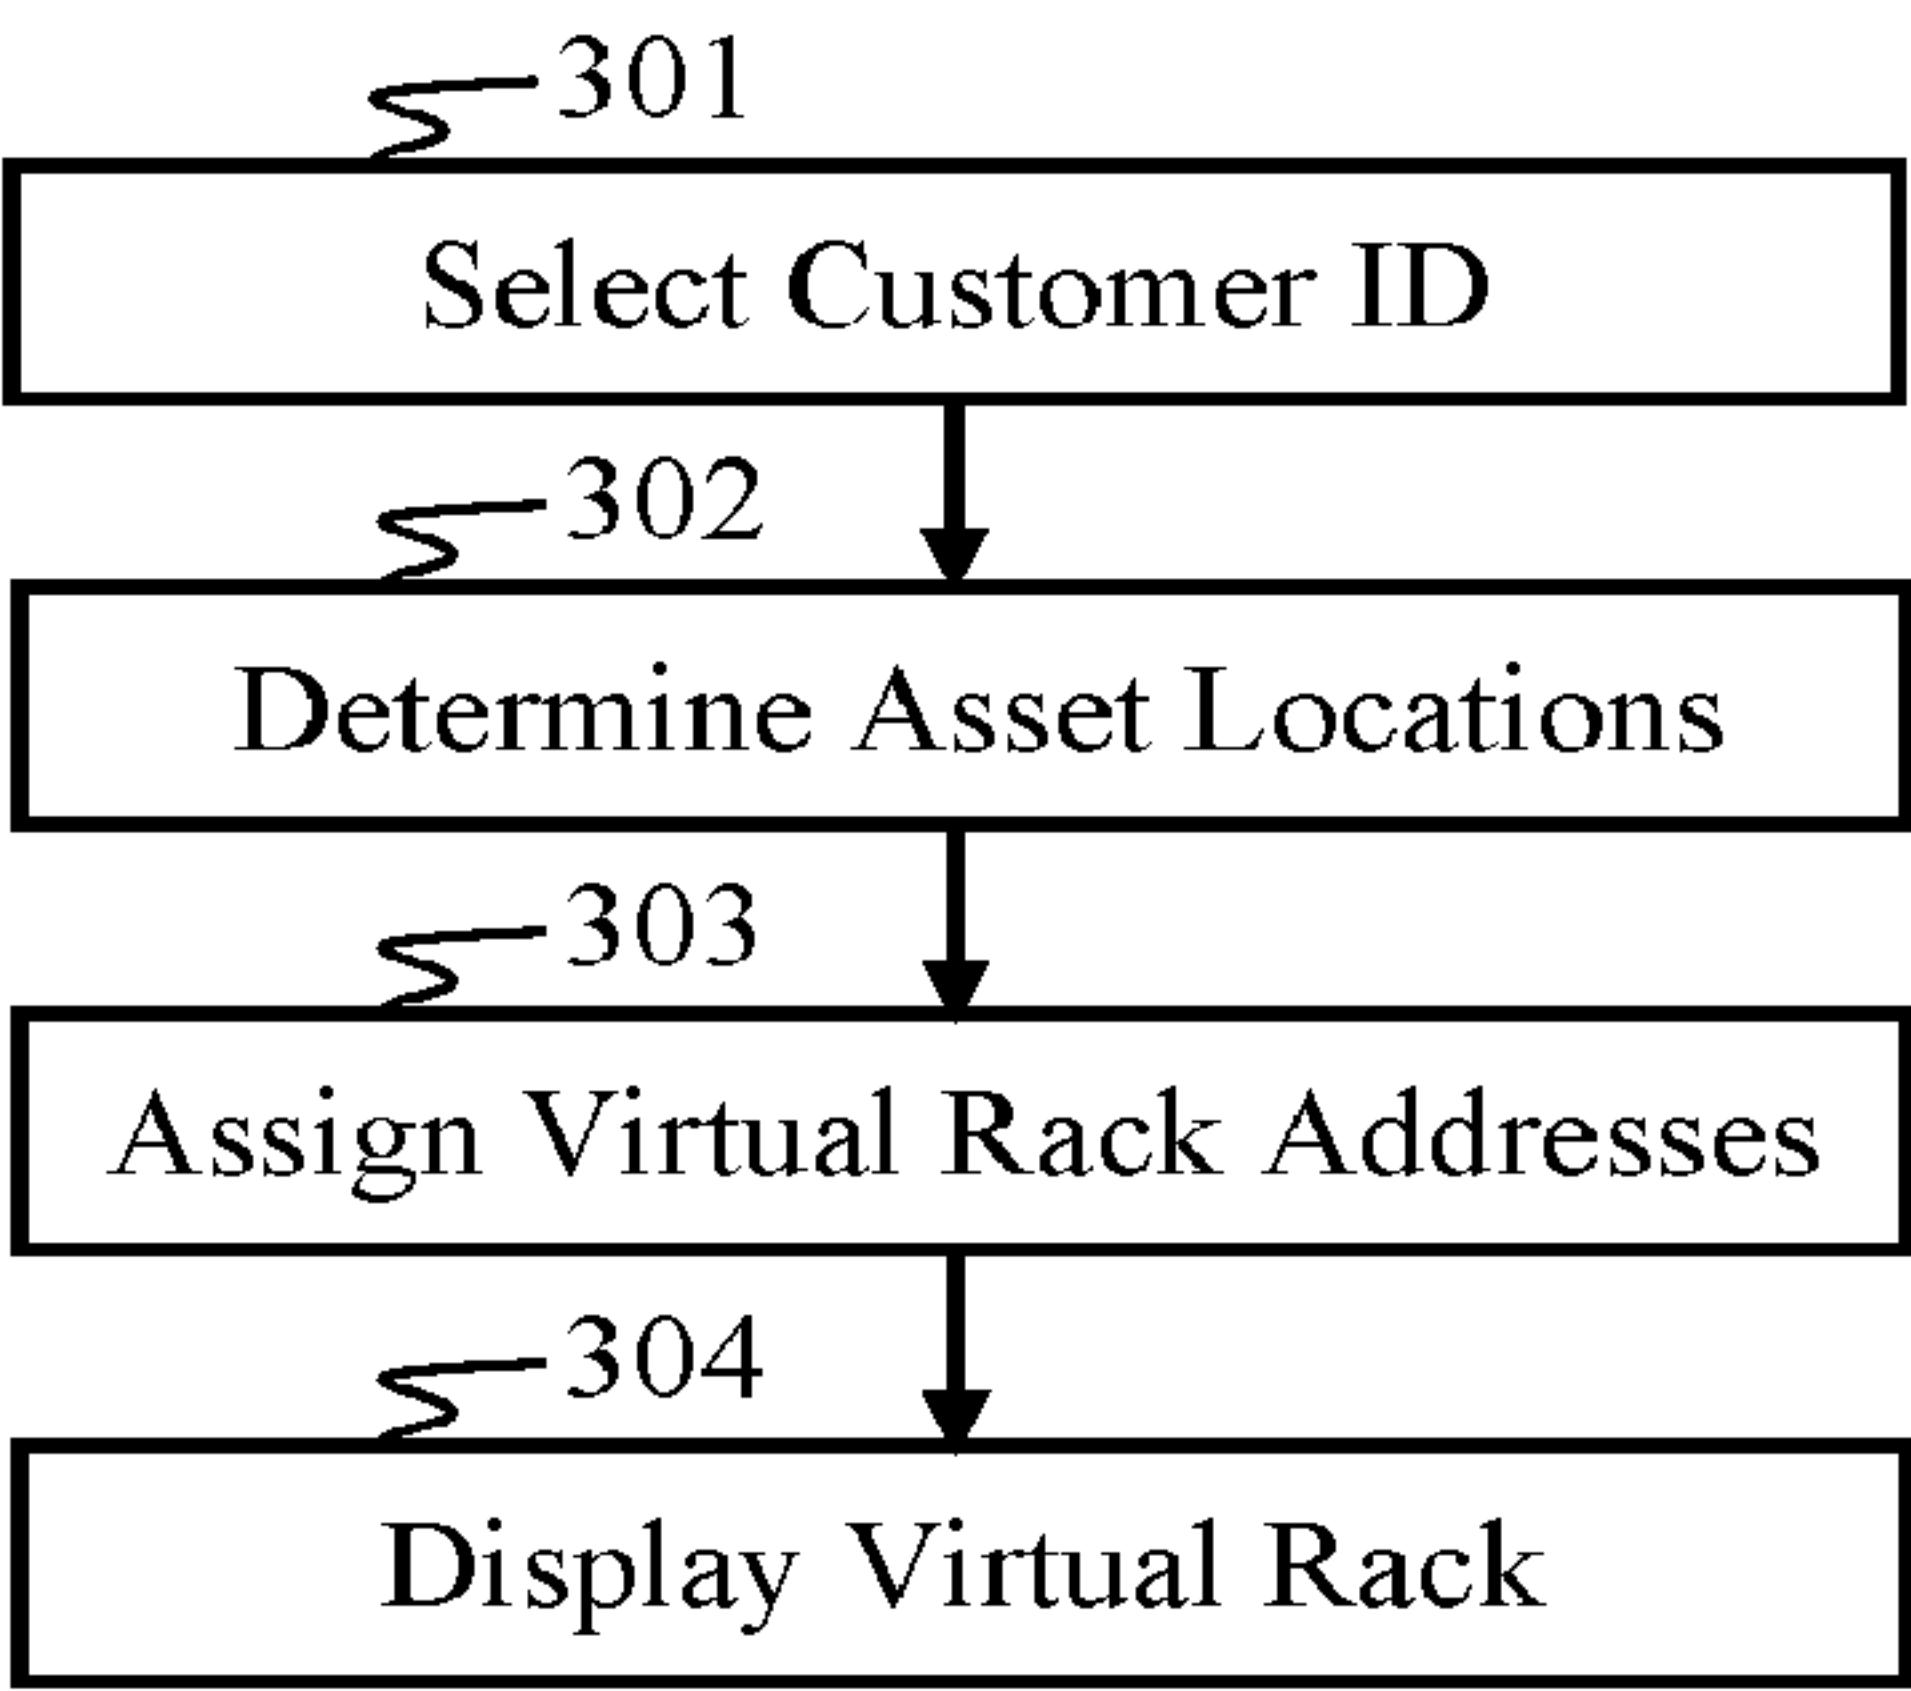 301
Select Customer ID
302
Determine Asset Locations
303
Assign Virtual Rack Addresses
304
Display Virtual Rack